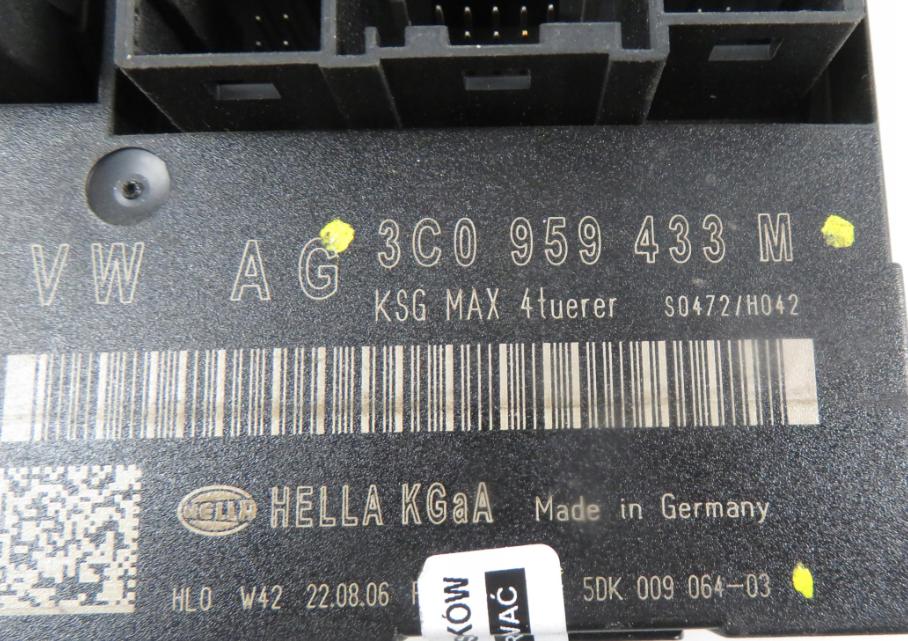 VW AG 3C0 959 433 M
KSG MAX 4tuerer S0472/H042
HELLA HELLA KGaA Made in Germany
HLO W42 22.08.06 5DK 009 064-03